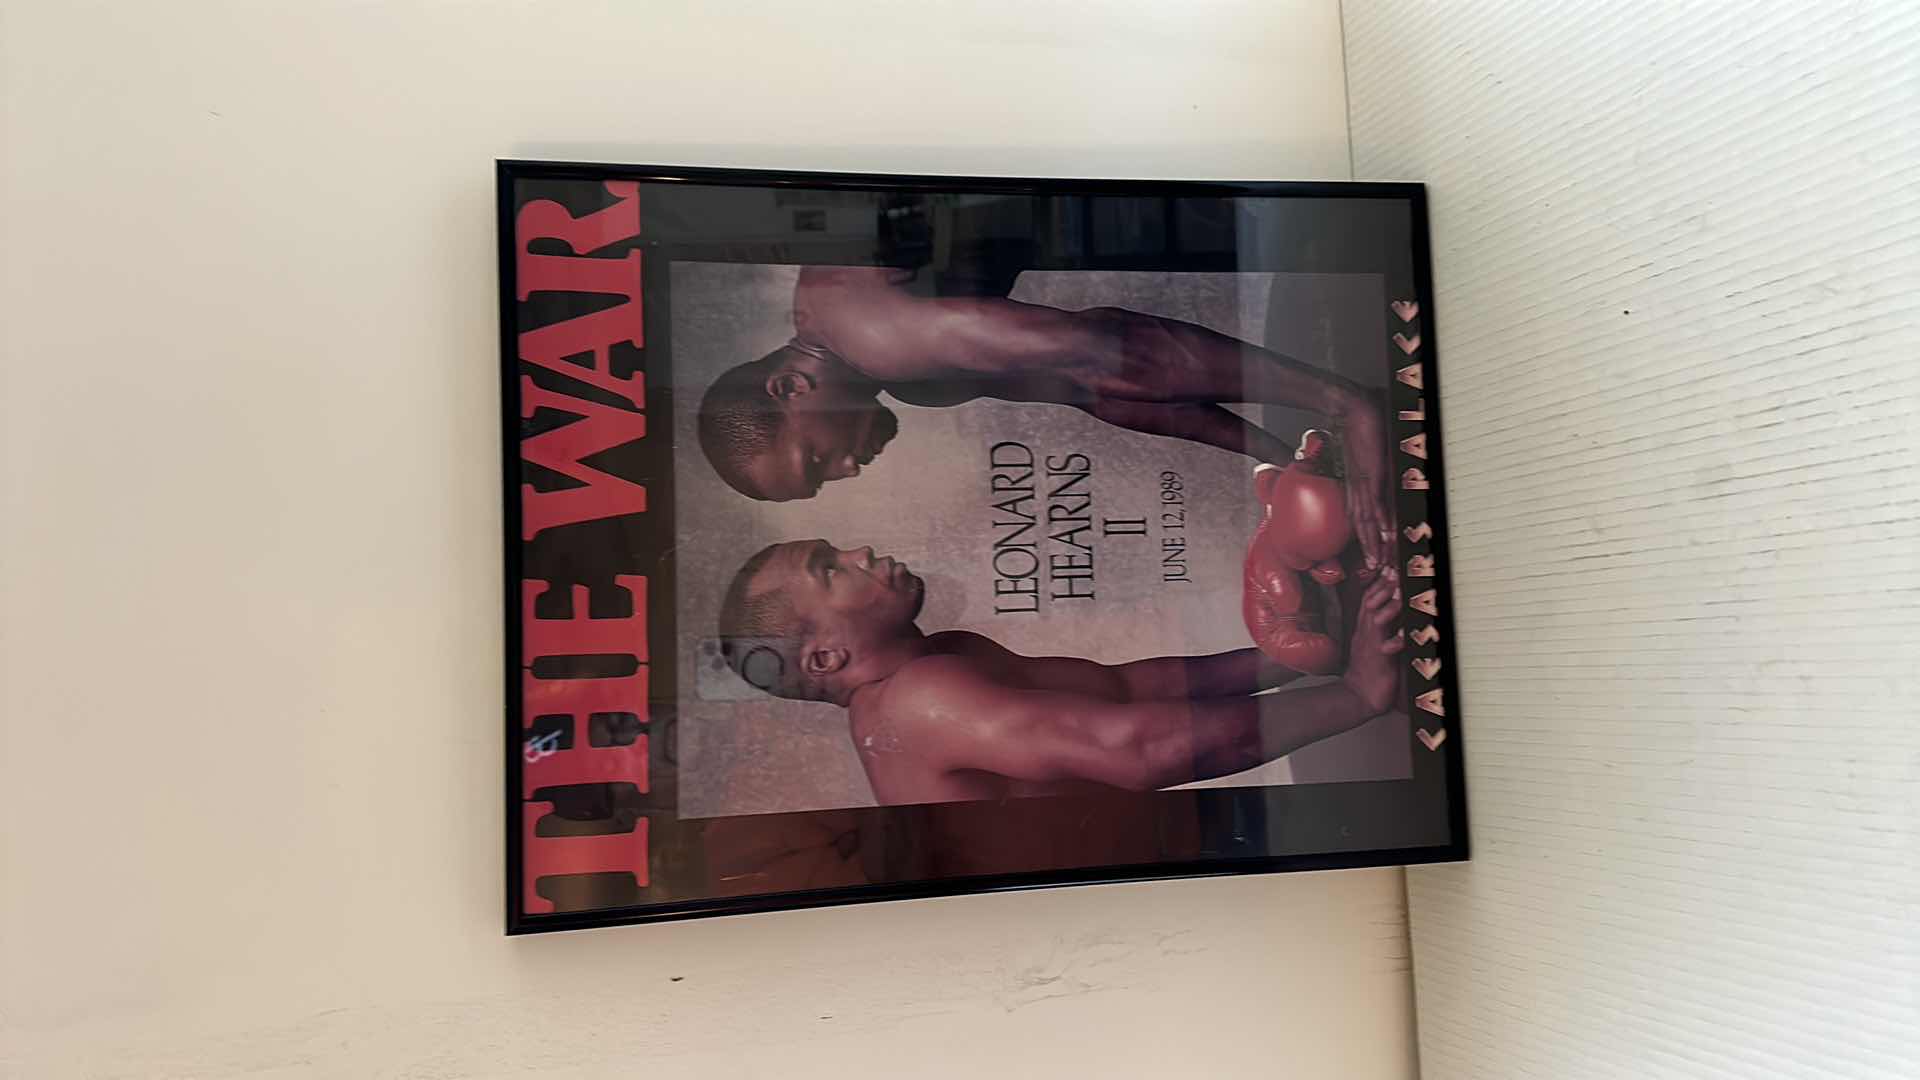 THE WAR.
LEONARD
HEARNS
II
JUNE 12, 1989
CAESARS PALACE